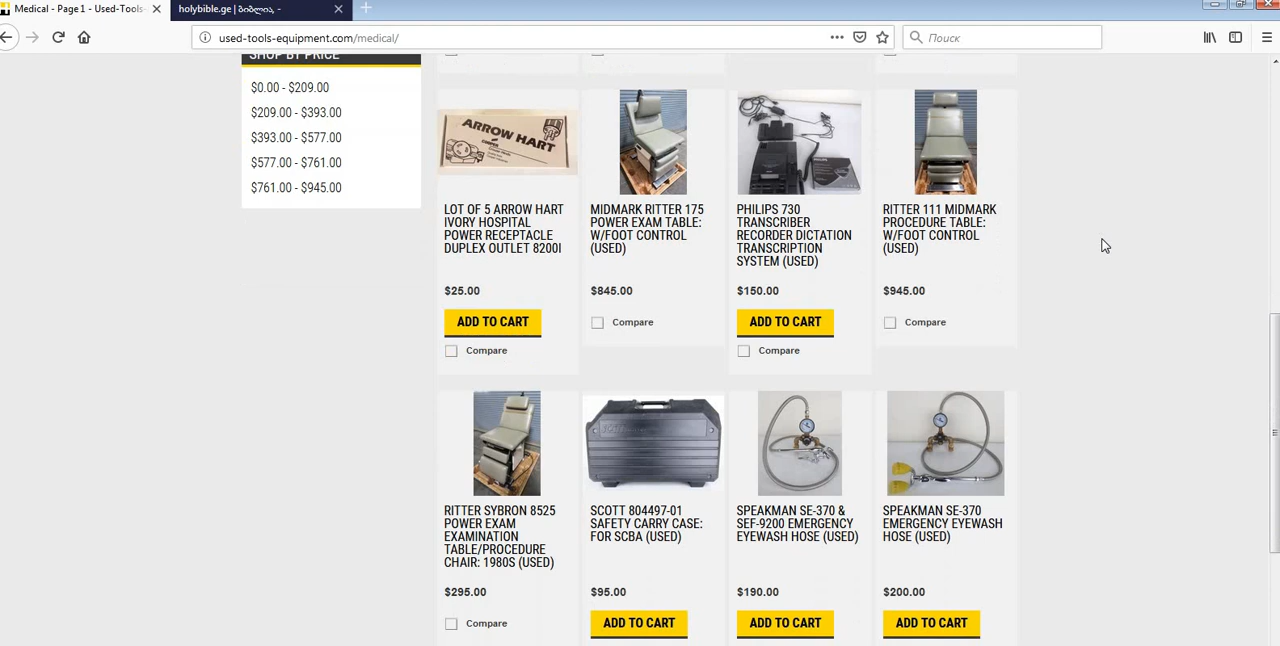 Medical - Page 1 - Used-Tools-
holybible.ge | ბიბლია, -
used-tools-equipment.com/medical/
Поиск
SHOP BY PRICE
$0.00 - $209.00
$209.00 - $393.00
$393.00 - $577.00
$577.00 - $761.00
$761.00 - $945.00
ARROW HART
LOT OF 5 ARROW HART
IVORY HOSPITAL
POWER RECEPTACLE
DUPLEX OUTLET 8200I
$25.00
ADD TO CART
Compare
MIDMARK RITTER 175
POWER EXAM TABLE:
W/FOOT CONTROL
(USED)
$845.00
Compare
PHILIPS 730
TRANSCRIBER
RECORDER DICTATION
TRANSCRIPTION
SYSTEM (USED)
$150.00
ADD TO CART
Compare
RITTER 111 MIDMARK
PROCEDURE TABLE:
W/FOOT CONTROL
(USED)
$945.00
Compare
RITTER SYBRON 8525
POWER EXAM
EXAMINATION
TABLE/PROCEDURE
CHAIR: 1980S (USED)
$295.00
Compare
SCOTT 804497-01
SAFETY CARRY CASE:
FOR SCBA (USED)
$95.00
ADD TO CART
SPEAKMAN SE-370 &
SEF-9200 EMERGENCY
EYEWASH HOSE (USED)
$190.00
ADD TO CART
SPEAKMAN SE-370
EMERGENCY EYEWASH
HOSE (USED)
$200.00
ADD TO CART